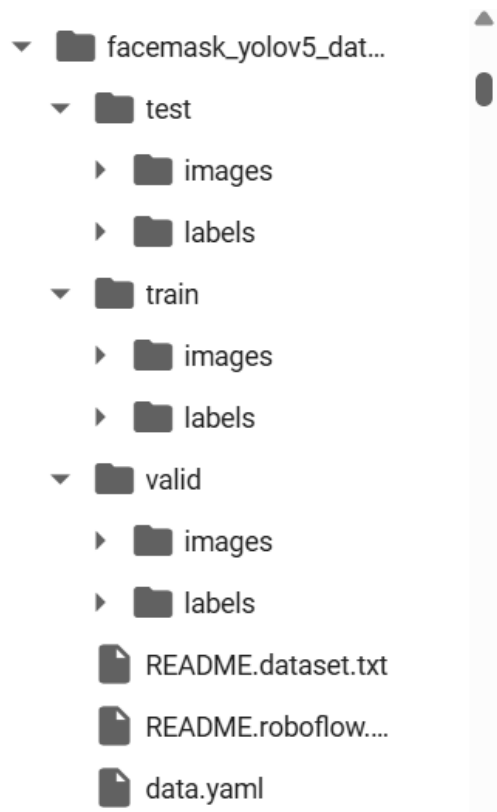 facemask_yolov5_dat...
test
images
labels
train
images
labels
valid
images
labels
README.dataset.txt
README.roboflow....
data.yaml